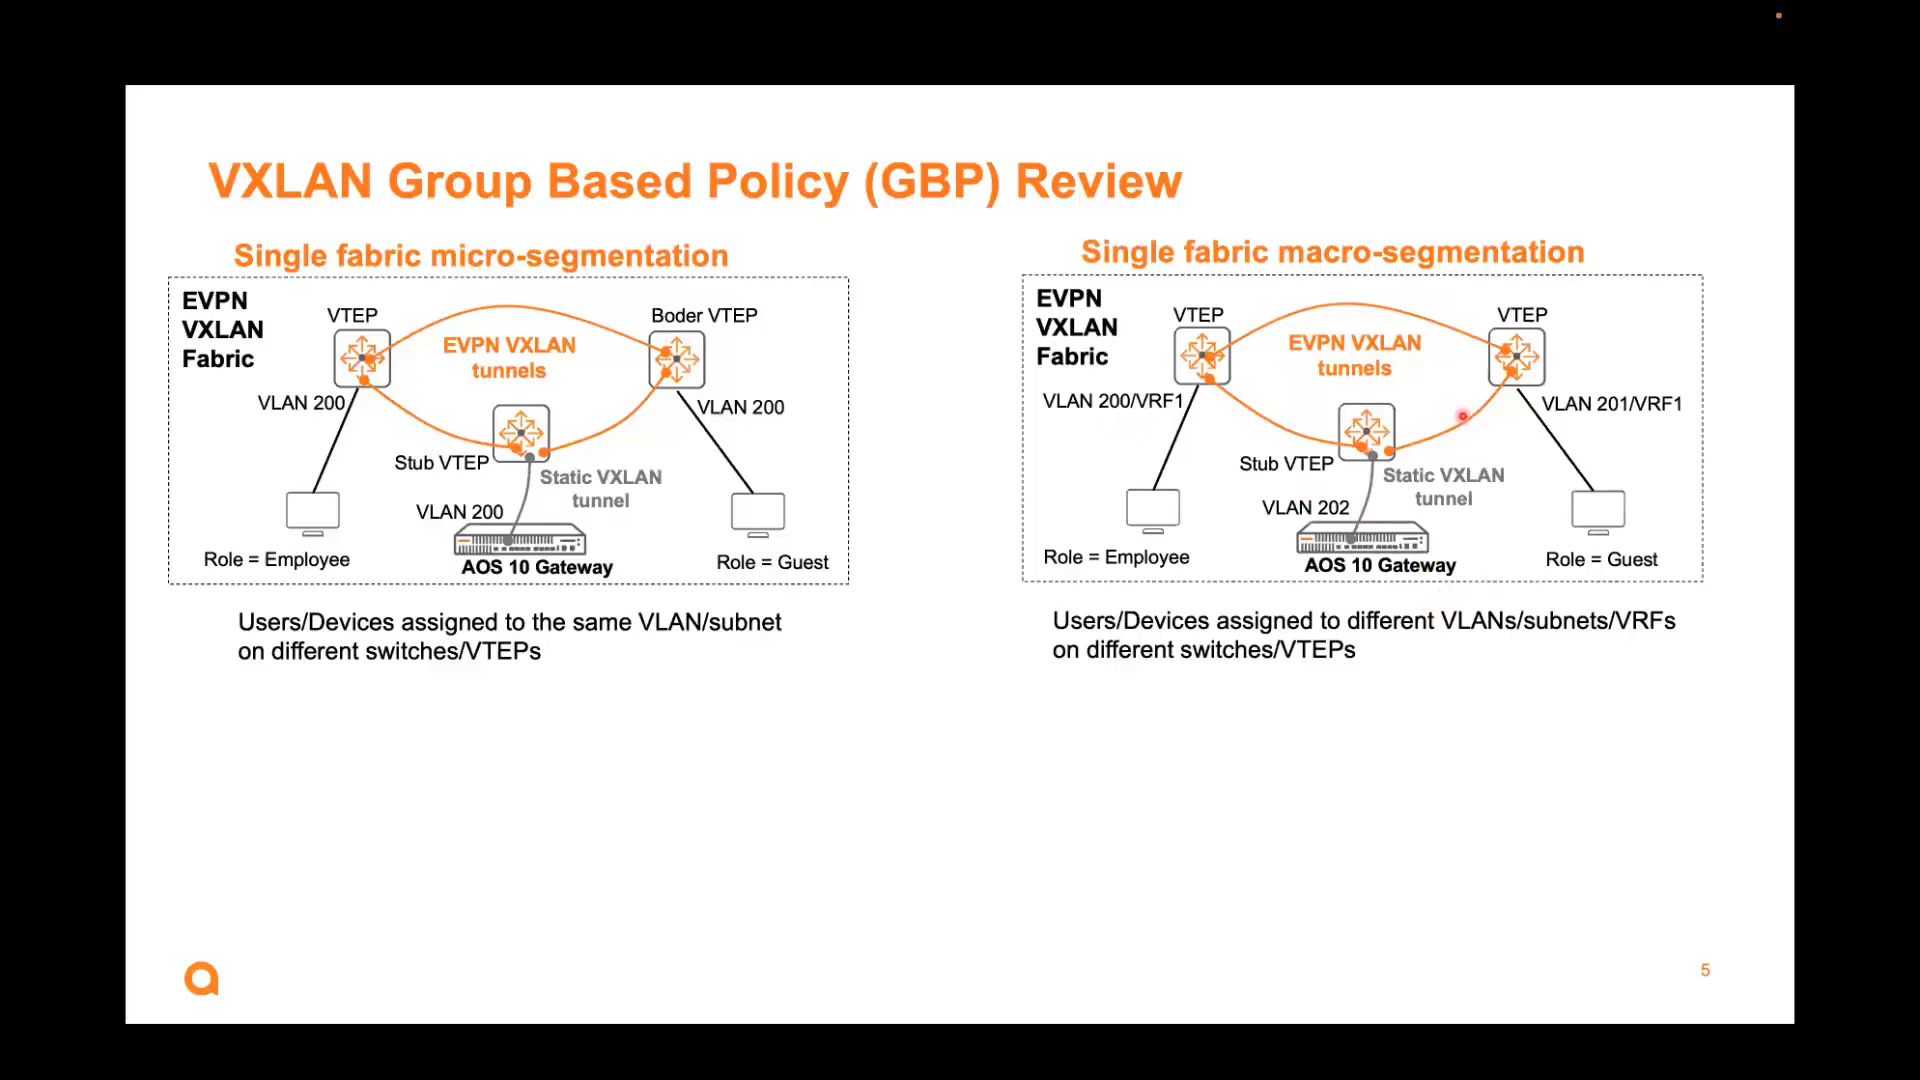 VXLAN Group Based Policy (GBP) Review
Single fabric micro-segmentation
EVPN
VXLAN
Fabric
VTEP
Boder VTEP
EVPN VXLAN
tunnels
VLAN 200
VLAN 200
Stub VTEP
Static VXLAN
tunnel
VLAN 200
Role = Employee
AOS 10 Gateway
Role = Guest
Users/Devices assigned to the same VLAN/subnet
on different switches/VTEPs
Single fabric macro-segmentation
EVPN
VXLAN
Fabric
VTEP
VTEP
EVPN VXLAN
tunnels
VLAN 200/VRF1
VLAN 201/VRF1
Stub VTEP
Static VXLAN
tunnel
VLAN 202
Role = Employee
AOS 10 Gateway
Role = Guest
Users/Devices assigned to different VLANs/subnets/VRFs
on different switches/VTEPs
5